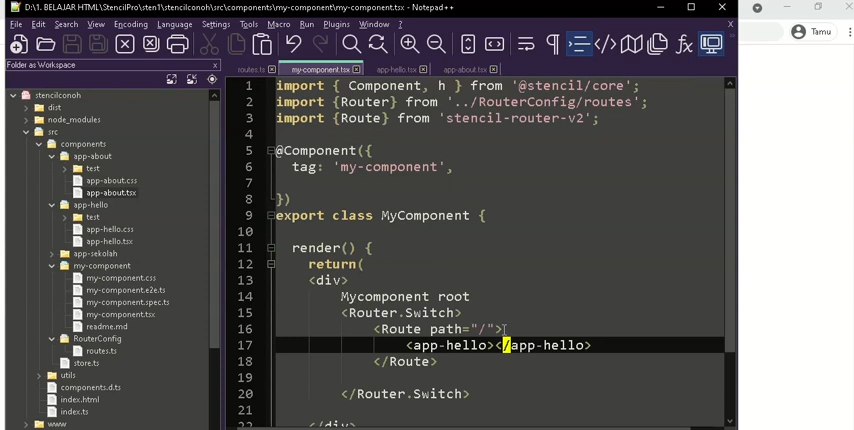 D:\1. BELAJAR HTML\StencilPro\sten1\stencilconoh\src\components\my-component\my-component.tsx - Notepad++
File Edit Search View Encoding Language Settings Tools Macro Run Plugins Window ? X
Tamu
Folder as Workspace x
routes.ts my-component.tsx app-hello.tsx app-about.tsx
stencilconoh
dist
node_modules
src
components
app-about
test
app-about.css
app-about.tsx
app-hello
test
app-hello.css
app-hello.tsx
app-sekolah
my-component
my-component.css
my-component.e2e.ts
my-component.spec.ts
my-component.tsx
readme.md
RouterConfig
routes.ts
store.ts
utils
components.d.ts
index.html
index.ts
www
1 import { Component, h } from '@stencil/core';
2 import {Router} from '../RouterConfig/routes';
3 import {Route} from 'stencil-router-v2';
4
5 @Component({
6 tag: 'my-component',
7
8 })
9 export class MyComponent {
10
11 render() {
12 return(
13 <div>
14 Mycomponent root
15 <Router.Switch>
16 <Route path="/">
17 <app-hello></app-hello>
18 </Route>
19
20 </Router.Switch>
21
22 </div>